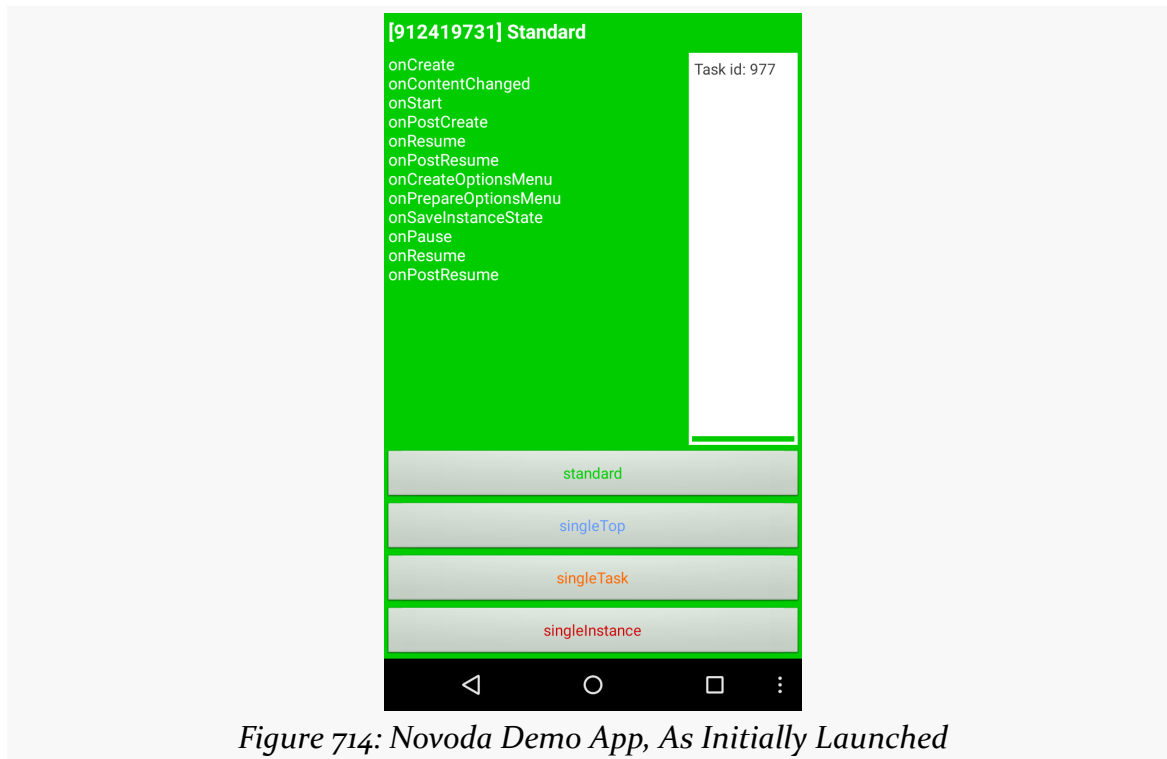 [912419731] Standard
onCreate
onContentChanged
onStart
onPostCreate
onResume
onPostResume
onCreateOptionsMenu
onPrepareOptionsMenu
onSaveInstanceState
onPause
onResume
onPostResume
Task id: 977
standard
singleTop
singleTask
singleInstance
Figure 714: Novoda Demo App, As Initially Launched